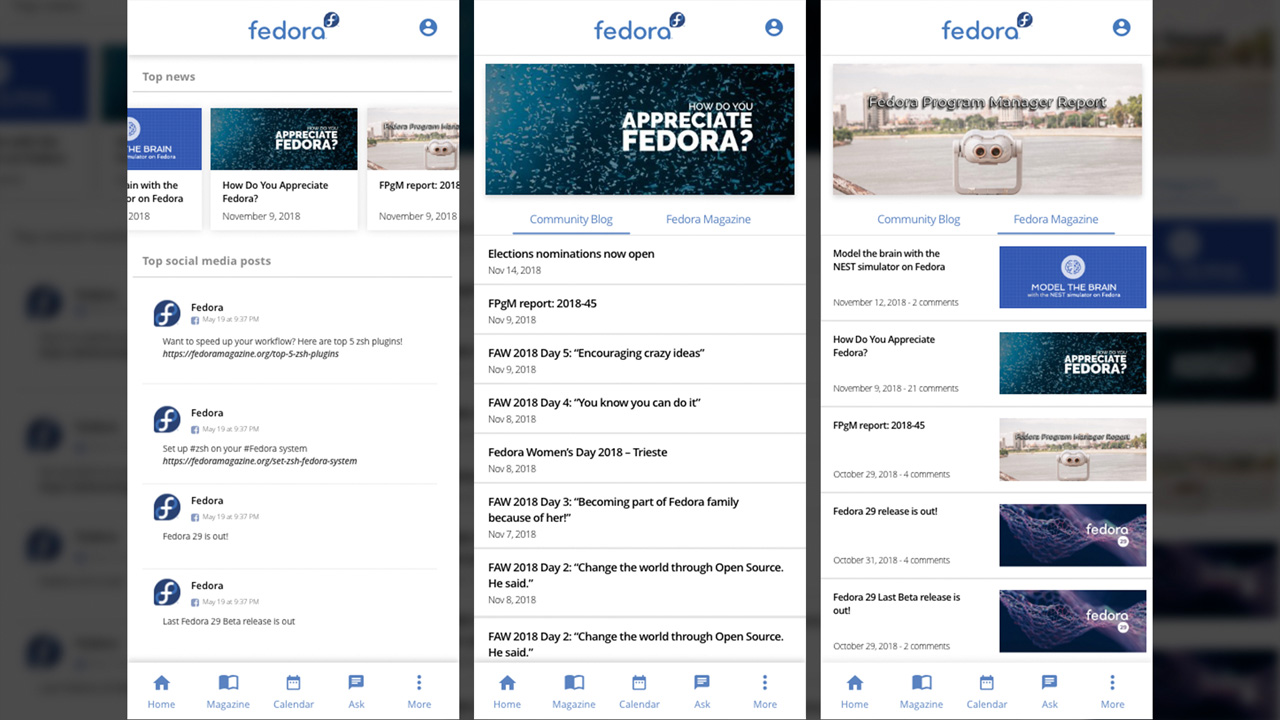 fedora
Top news
HE BRAIN
mulator on Fedora
ain with the
or on Fedora
2018
HOW DO YOU
APPRECIATE
FEDORA?
How Do You Appreciate
Fedora?
November 9, 2018
Fedora Program Mana
FPgM report: 2018
November 9, 2018
Top social media posts
Fedora
May 19 at 9:37 PM
Want to speed up your workflow? Here are top 5 zsh plugins!
https://fedoramagazine.org/top-5-zsh-plugins
Fedora
May 19 at 9:37 PM
Set up #zsh on your #Fedora system
https://fedoramagazine.org/set-zsh-fedora-system
Fedora
May 19 at 9:37 PM
Fedora 29 is out!
Fedora
May 19 at 9:37 PM
Last Fedora 29 Beta release is out
Home Magazine Calendar Ask More
fedora
HOW DO YOU
APPRECIATE
FEDORA?
Community Blog Fedora Magazine
Elections nominations now open
Nov 14, 2018
FPgM report: 2018-45
Nov 9, 2018
FAW 2018 Day 5: “Encouraging crazy ideas”
Nov 9, 2018
FAW 2018 Day 4: “You know you can do it”
Nov 8, 2018
Fedora Women’s Day 2018 – Trieste
Nov 8, 2018
FAW 2018 Day 3: “Becoming part of Fedora family
because of her!”
Nov 7, 2018
FAW 2018 Day 2: “Change the world through Open Source.
He said.”
Nov 8, 2018
FAW 2018 Day 2: “Change the world through Open Source.
He said.”
Home Magazine Calendar Ask More
fedora
Fedora Program Manager Report
Community Blog Fedora Magazine
Model the brain with the
NEST simulator on Fedora
November 12, 2018 - 2 comments
MODEL THE BRAIN
with the NEST simulator on Fedora
How Do You Appreciate
Fedora?
November 9, 2018 - 21 comments
HOW DO YOU
APPRECIATE
FEDORA?
FPgM report: 2018-45
October 29, 2018 - 4 comments
Fedora Program Manager Report
Fedora 29 release is out!
October 31, 2018 - 4 comments
fedora
29
Fedora 29 Last Beta release is
out!
October 29, 2018 - 2 comments
fedora
29
Home Magazine Calendar Ask More